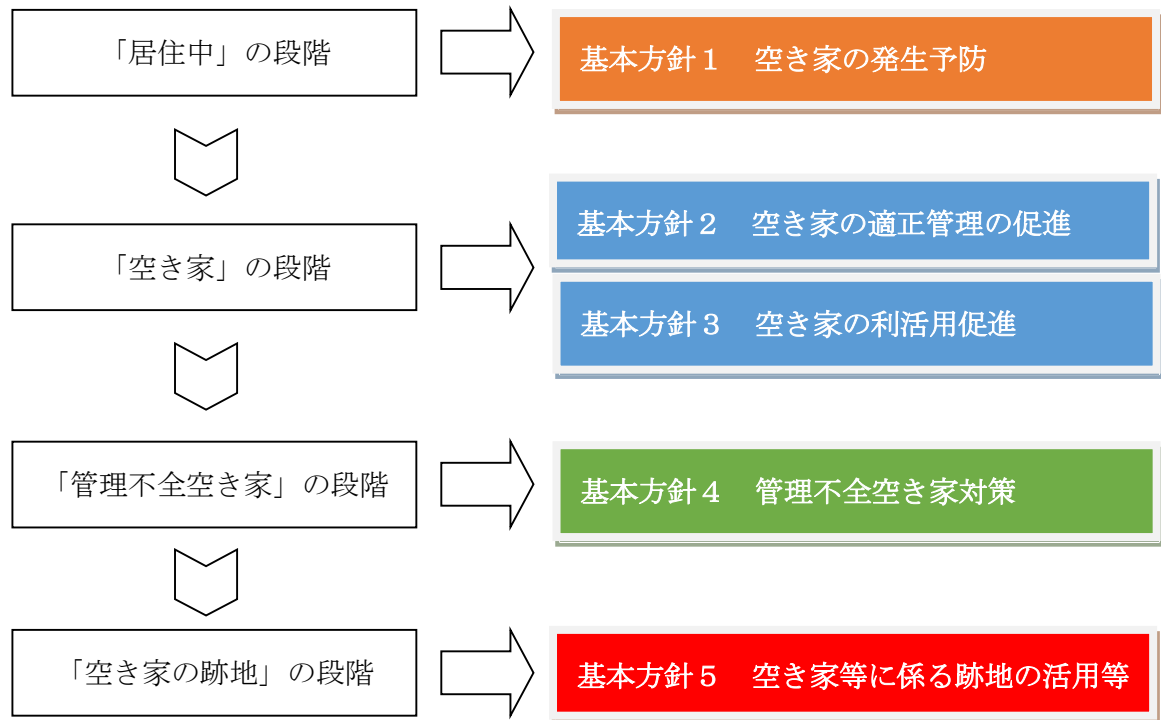 「居住中」の段階
基本方針1　空き家の発生予防
「空き家」の段階
基本方針2　空き家の適正管理の促進
基本方針3　空き家の利活用促進
「管理不全空き家」の段階
基本方針4　管理不全空き家対策
「空き家の跡地」の段階
基本方針5　空き家等に係る跡地の活用等